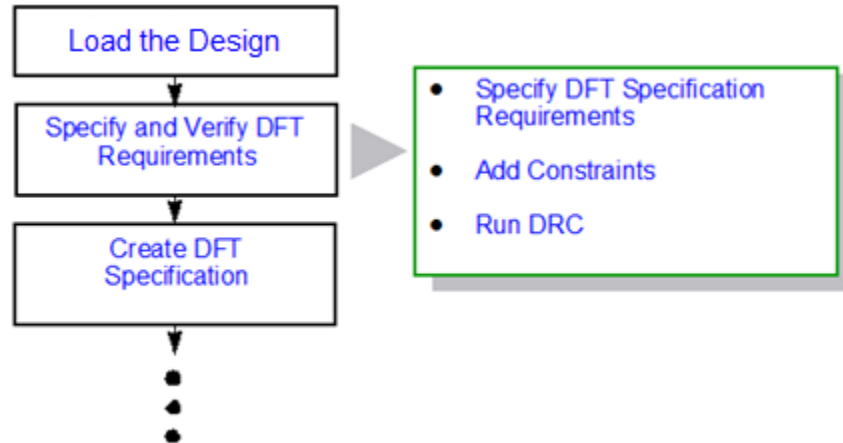 Load the Design
Specify and Verify DFT
Requirements
Create DFT
Specification
Specify DFT Specification
Requirements
Add Constraints
Run DRC